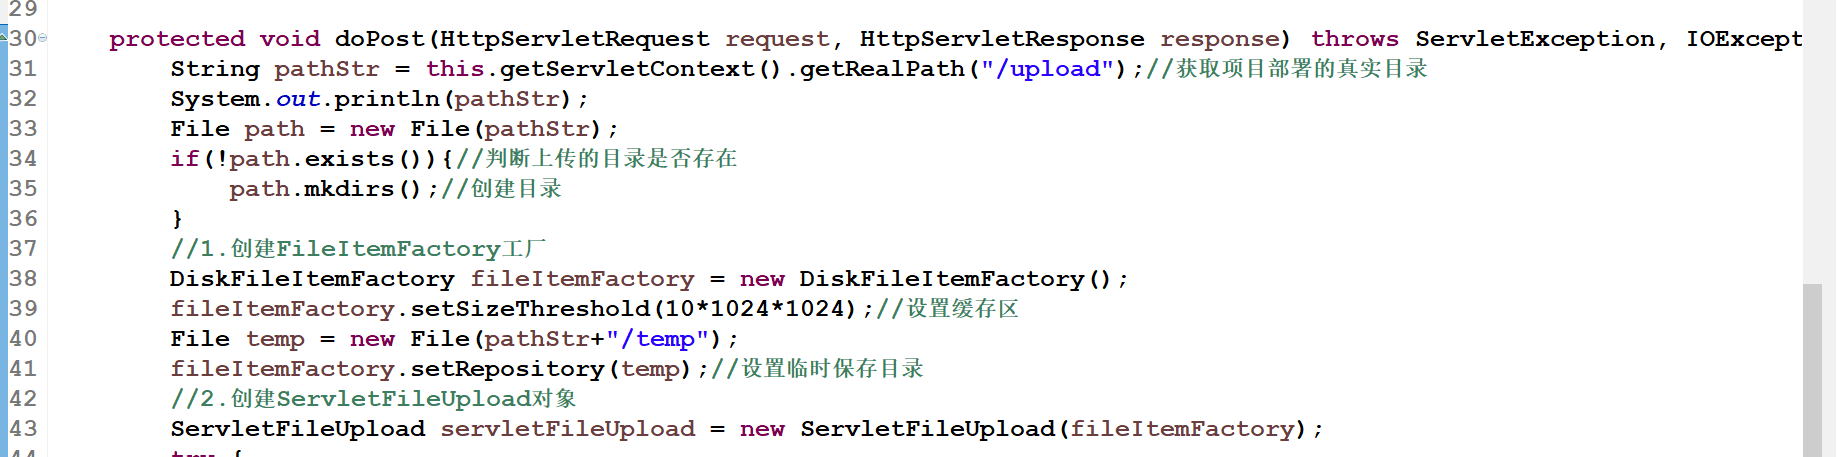 29
30 protected void doPost(HttpServletRequest request, HttpServletResponse response) throws ServletException, IOExcept
31 String pathStr = this.getServletContext().getRealPath("/upload");//获取项目部署的真实目录
32 System.out.println(pathStr);
33 File path = new File(pathStr);
34 if(!path.exists()){//判断上传的目录是否存在
35 path.mkdirs();//创建目录
36 }
37 //1.创建FileItemFactory工厂
38 DiskFileItemFactory fileItemFactory = new DiskFileItemFactory();
39 fileItemFactory.setSizeThreshold(10*1024*1024);//设置缓存区
40 File temp = new File(pathStr+"/temp");
41 fileItemFactory.setRepository(temp);//设置临时保存目录
42 //2.创建ServletFileUpload对象
43 ServletFileUpload servletFileUpload = new ServletFileUpload(fileItemFactory);
44 try {